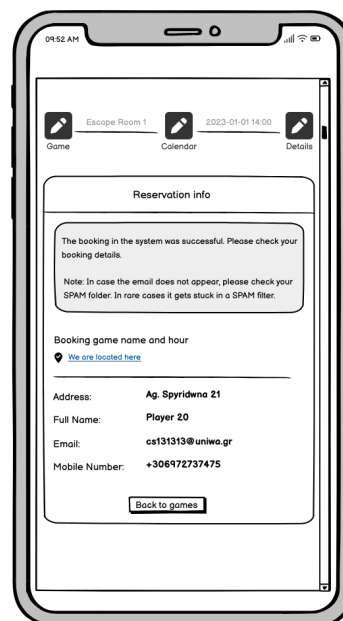 09:52 AM
Escape Room 1
2023-01-01 14:00
Game
Calendar
Details
Reservation info
The booking in the system was successful. Please check your
booking details.
Note: In case the email does not appear, please check your
SPAM folder. In rare cases it gets stuck in a SPAM filter.
Booking game name and hour
We are located here
Address: Ag. Spyridwna 21
Full Name: Player 20
Email: cs131313@uniwa.gr
Mobile Number: +306972737475
Back to games